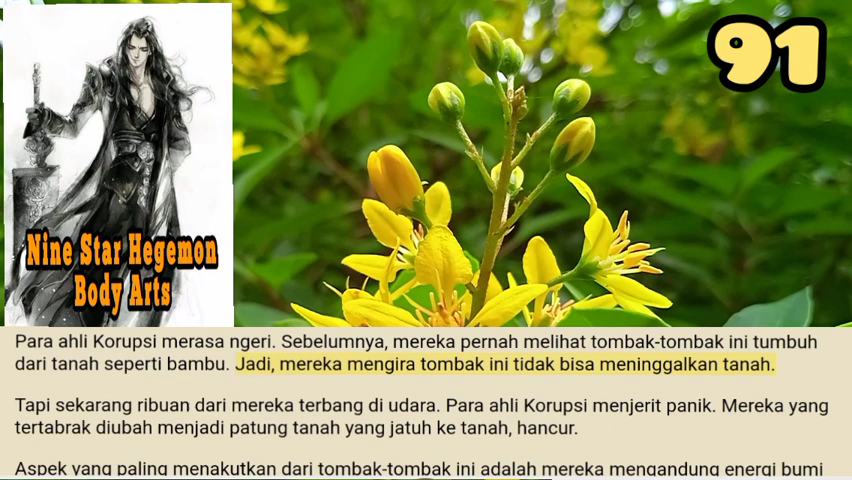 91
Nine Star Hegemon
Body Arts
Para ahli Korupsi merasa ngeri. Sebelumnya, mereka pernah melihat tombak-tombak ini tumbuh
dari tanah seperti bambu. Jadi, mereka mengira tombak ini tidak bisa meninggalkan tanah.
Tapi sekarang ribuan dari mereka terbang di udara. Para ahli Korupsi menjerit panik. Mereka yang
tertabrak diubah menjadi patung tanah yang jatuh ke tanah, hancur.
Aspek yang paling menakutkan dari tombak-tombak ini adalah mereka mengandung energi bumi